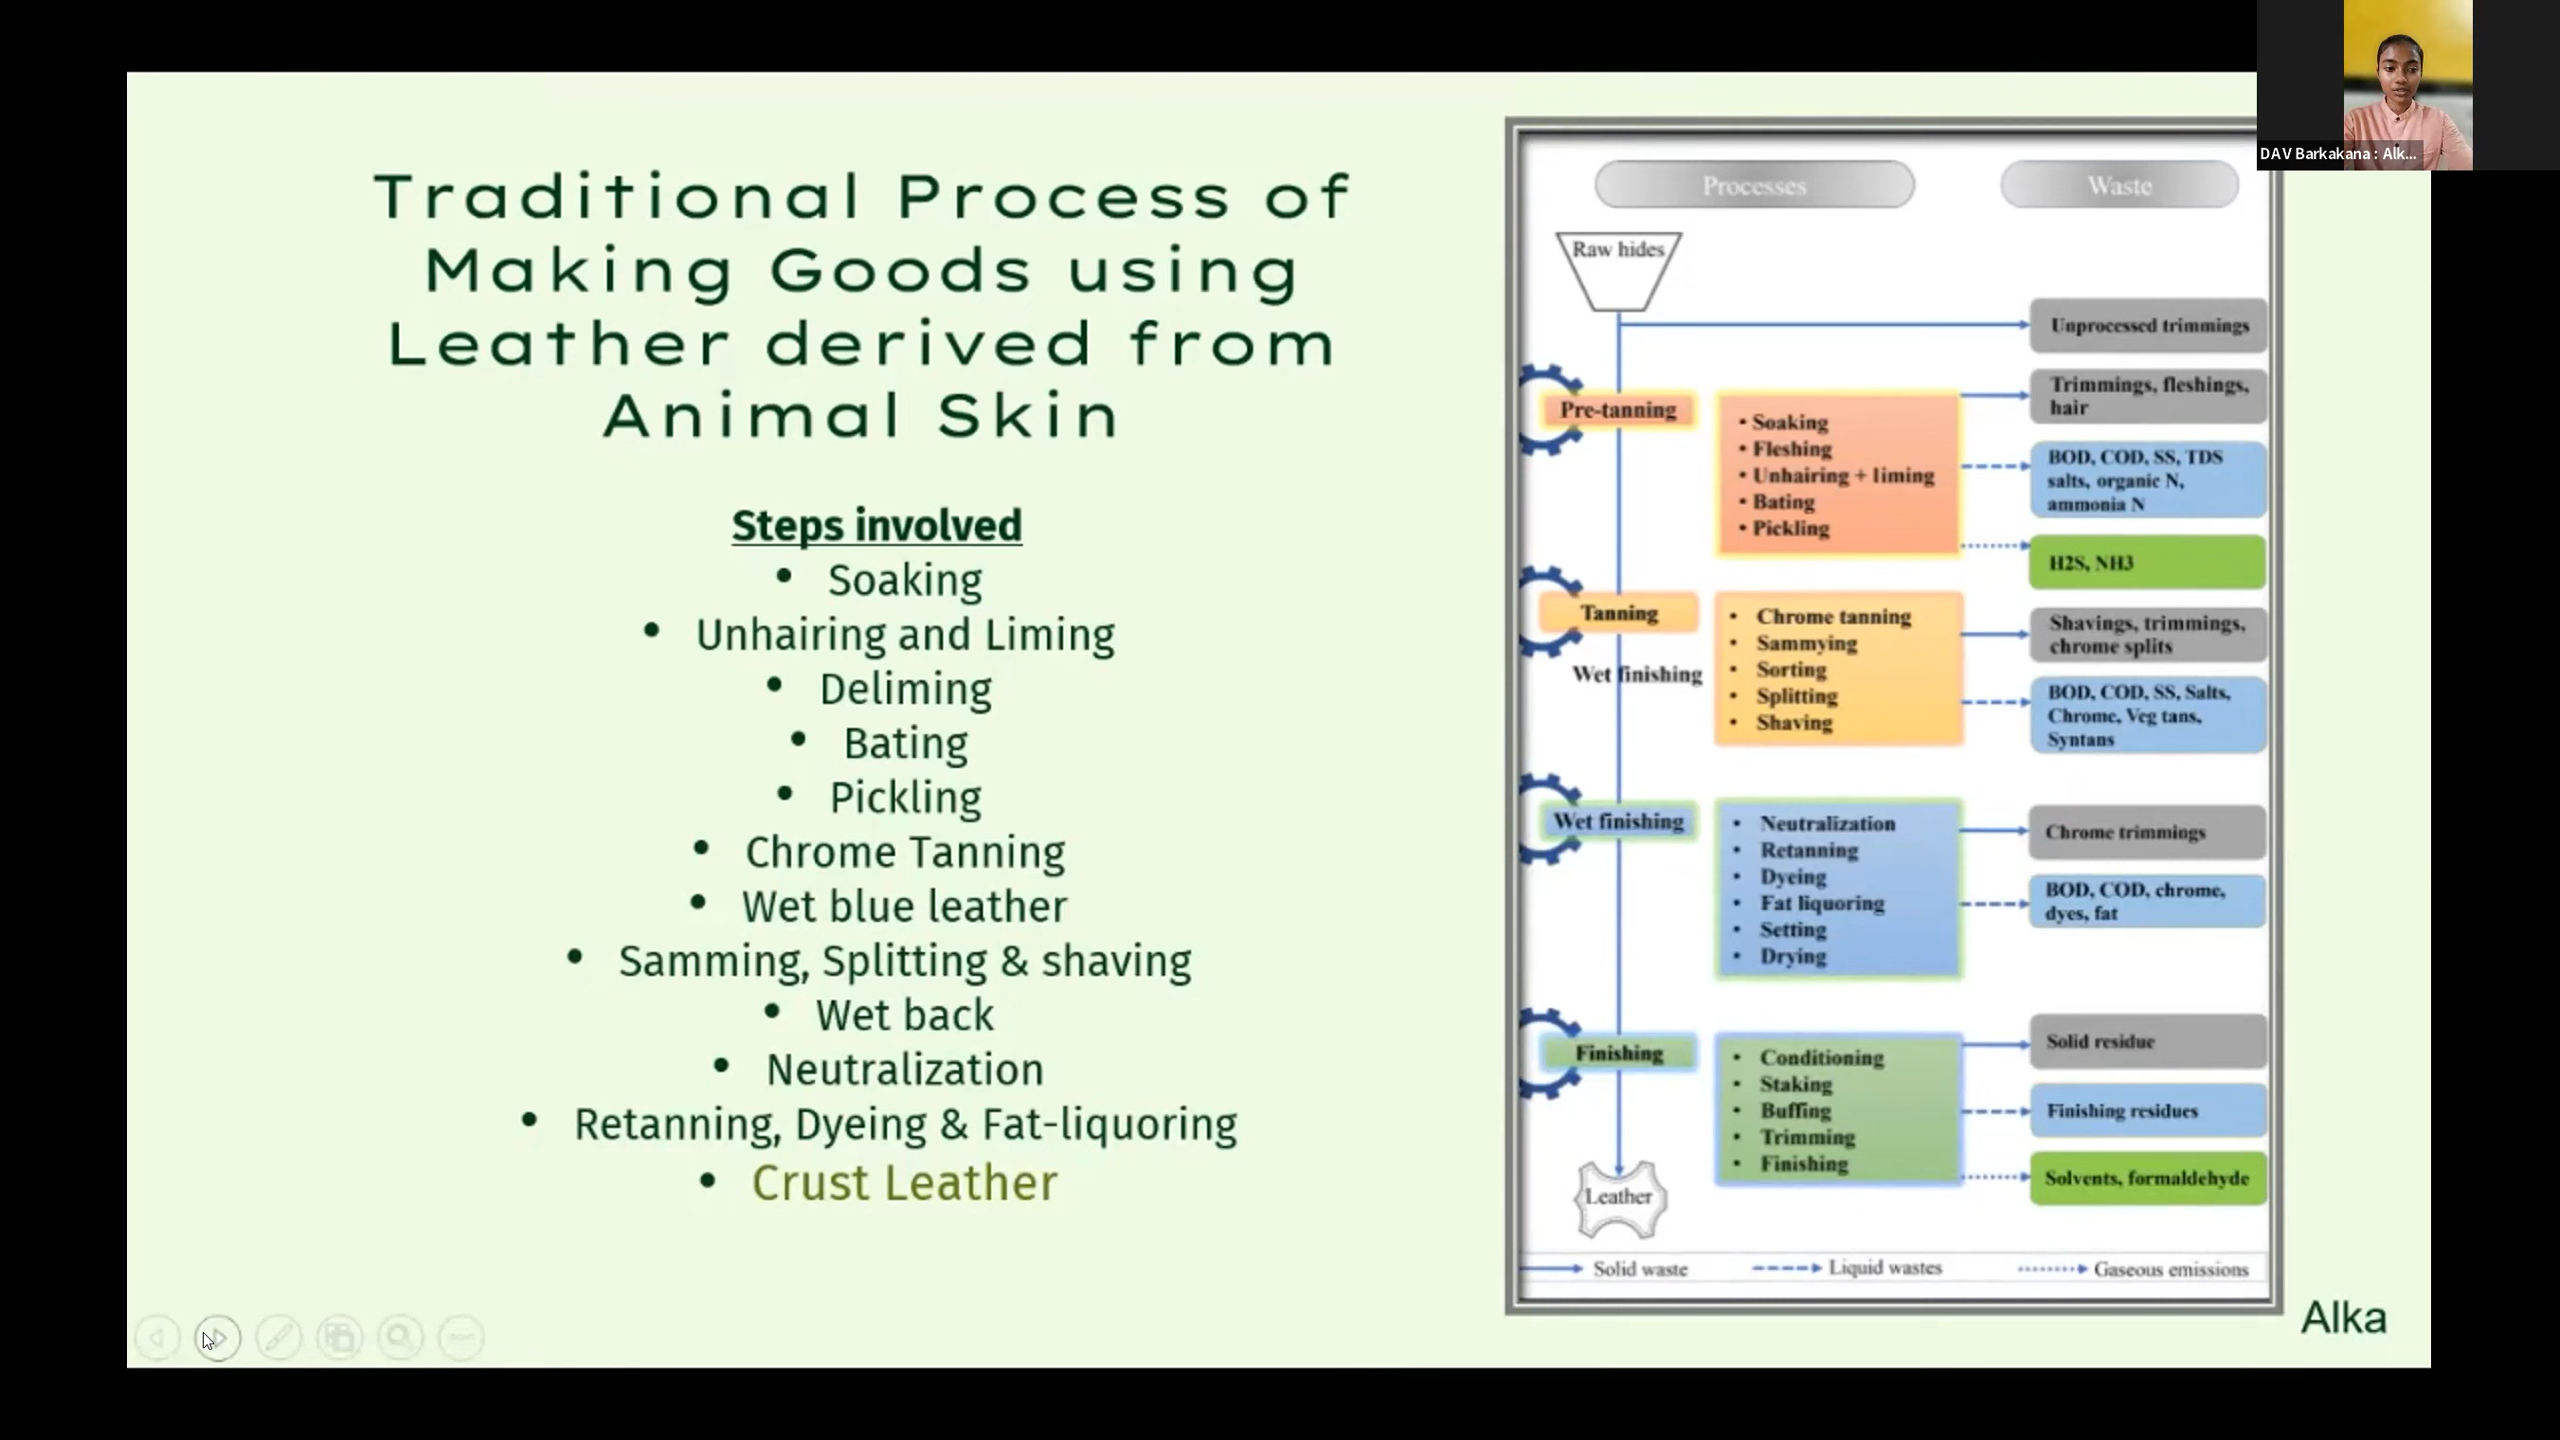 DAV Barkakana : Alk...
Traditional Process of
Making Goods using
Leather derived from
Animal Skin
Steps involved
• Soaking
• Unhairing and Liming
• Deliming
• Bating
• Pickling
• Chrome Tanning
• Wet blue leather
• Samming, Splitting & shaving
• Wet back
• Neutralization
• Retanning, Dyeing & Fat-liquoring
• Crust Leather
Processes
Waste
Raw hides
Unprocessed trimmings
Pre-tanning
• Soaking
• Fleshing
• Unhairing + liming
• Bating
• Pickling
Trimmings, fleshings,
hair
BOD, COD, SS, TDS
salts, organic N,
ammonia N
H2S, NH3
Tanning
Wet finishing
• Chrome tanning
• Sammying
• Sorting
• Splitting
• Shaving
Shavings, trimmings,
chrome splits
BOD, COD, SS, Salts,
Chrome, Veg tans,
Syntans
Wet finishing
• Neutralization
• Retanning
• Dyeing
• Fat liquoring
• Setting
• Drying
Chrome trimmings
BOD, COD, chrome,
dyes, fat
Finishing
• Conditioning
• Staking
• Buffing
• Trimming
• Finishing
Solid residue
Finishing residues
Solvents, formaldehyde
Leather
Solid waste
Liquid wastes
Gaseous emissions
Alka